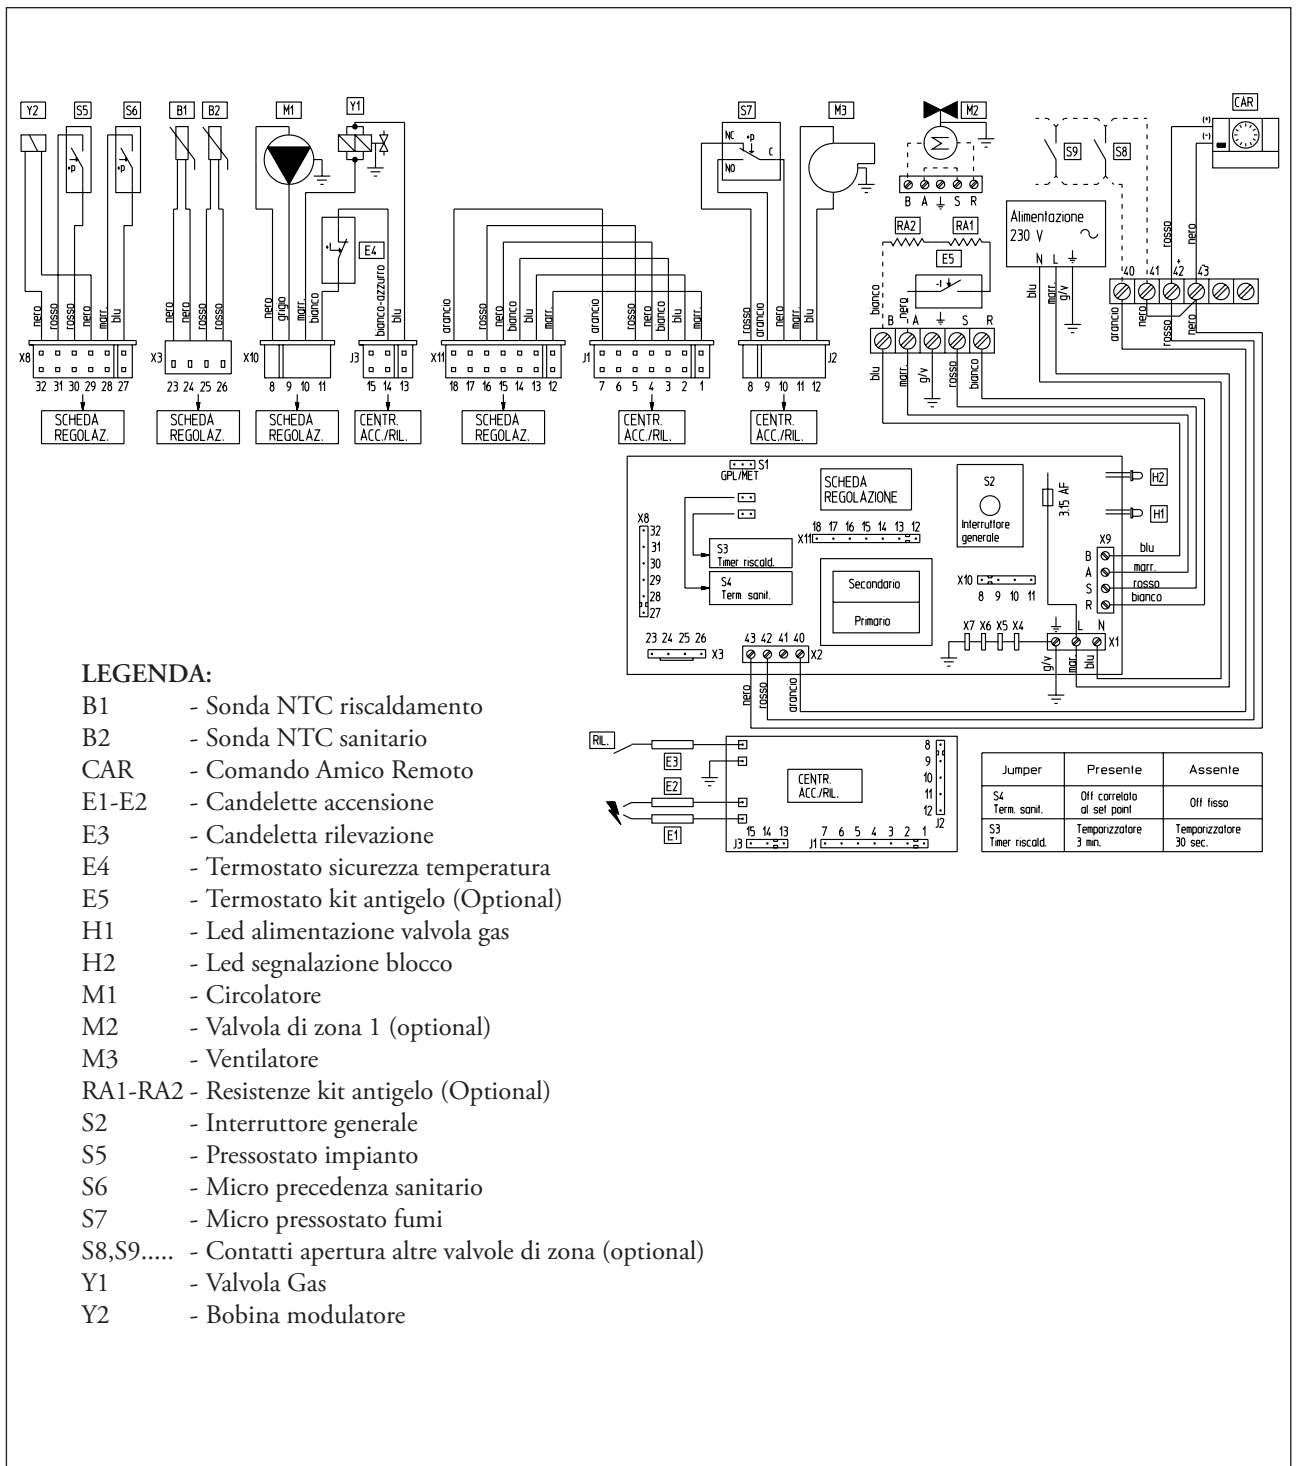 Y2 S5 S6 B1 B2 M1 Y1 S7 M3 M2 CAR
(+)
(-)
NC +P C
NO
+P +P
S9 S8
B A S R
RA2 RA1
E4
E5
Alimentazione
230 V
N L
40 41 42 43
+
nero rosso rosso nero marr. blu
nero nero rosso rosso
nero grigio marr. bianco
bianco-azzurro blu
arancio rosso nero bianco blu marr.
arancio rosso nero bianco blu marr.
rosso arancio nero marr. blu
bianco nero
B A S R
blu marr. g/v rosso bianco
blu marr. g/v
arancio nero rosso nero
rosso nero
X8 X3 X10 J3 X11 J1 J2
32 31 30 29 28 27
23 24 25 26
8 9 10 11
15 14 13
18 17 16 15 14 13 12
7 6 5 4 3 2 1
8 9 10 11 12
SCHEDA
REGOLAZ.
SCHEDA
REGOLAZ.
SCHEDA
REGOLAZ.
CENTR.
ACC./RIL.
SCHEDA
REGOLAZ.
CENTR.
ACC./RIL.
CENTR.
ACC./RIL.
S1
GPL/MET
SCHEDA
REGOLAZIONE
S2
Interruttore
generale
3.15 AF
H2
H1
X8
32
31
30
29
28
27
X11
18 17 16 15 14 13 12
S3
Timer riscald.
S4
Term. sanit.
Secondario
Primario
X10
8 9 10 11
X9
B blu
A marr.
S rosso
R bianco
23 24 25 26
X3
43 42 41 40
X2
X7 X6 X5 X4
L N
X1
g/v mar. blu
nero rosso arancio
RIL.
E3
E2
E1
CENTR.
ACC./RIL.
8
9
10
11
12
J2
15 14 13
J3
7 6 5 4 3 2 1
J1
Jumper Presente Assente
S4
Term. sanit.
Off correlato
al set point
Off fisso
S3
Timer riscald.
Temporizzatore
3 min.
Temporizzatore
30 sec.
LEGENDA:
B1 - Sonda NTC riscaldamento
B2 - Sonda NTC sanitario
CAR - Comando Amico Remoto
E1-E2 - Candelette accensione
E3 - Candeletta rilevazione
E4 - Termostato sicurezza temperatura
E5 - Termostato kit antigelo (Optional)
H1 - Led alimentazione valvola gas
H2 - Led segnalazione blocco
M1 - Circolatore
M2 - Valvola di zona 1 (optional)
M3 - Ventilatore
RA1-RA2 - Resistenze kit antigelo (Optional)
S2 - Interruttore generale
S5 - Pressostato impianto
S6 - Micro precedenza sanitario
S7 - Micro pressostato fumi
S8,S9..... - Contatti apertura altre valvole di zona (optional)
Y1 - Valvola Gas
Y2 - Bobina modulatore